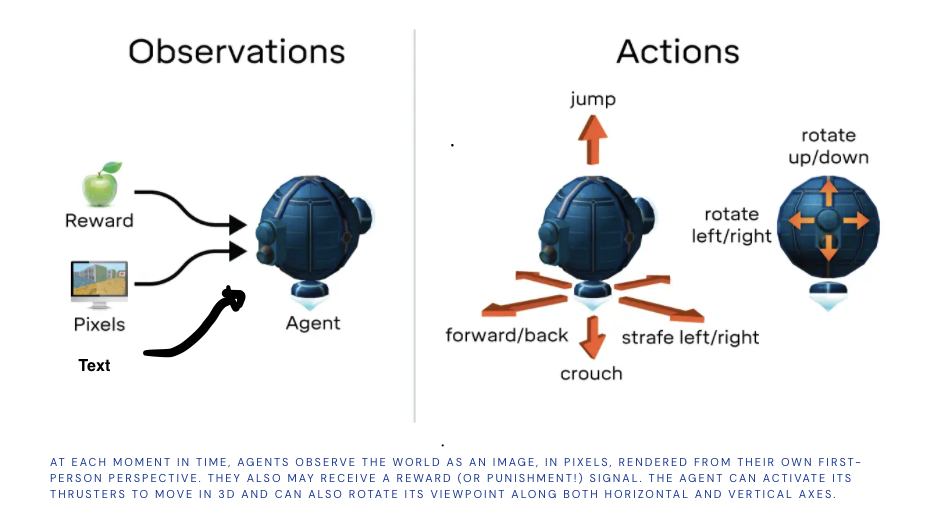 Observations
Reward
Pixels
Text
Agent
Actions
jump
rotate
up/down
rotate
left/right
forward/back
strafe left/right
crouch
AT EACH MOMENT IN TIME, AGENTS OBSERVE THE WORLD AS AN IMAGE, IN PIXELS, RENDERED FROM THEIR OWN FIRST-
PERSON PERSPECTIVE. THEY ALSO MAY RECEIVE A REWARD (OR PUNISHMENT!) SIGNAL. THE AGENT CAN ACTIVATE ITS
THRUSTERS TO MOVE IN 3D AND CAN ALSO ROTATE ITS VIEWPOINT ALONG BOTH HORIZONTAL AND VERTICAL AXES.